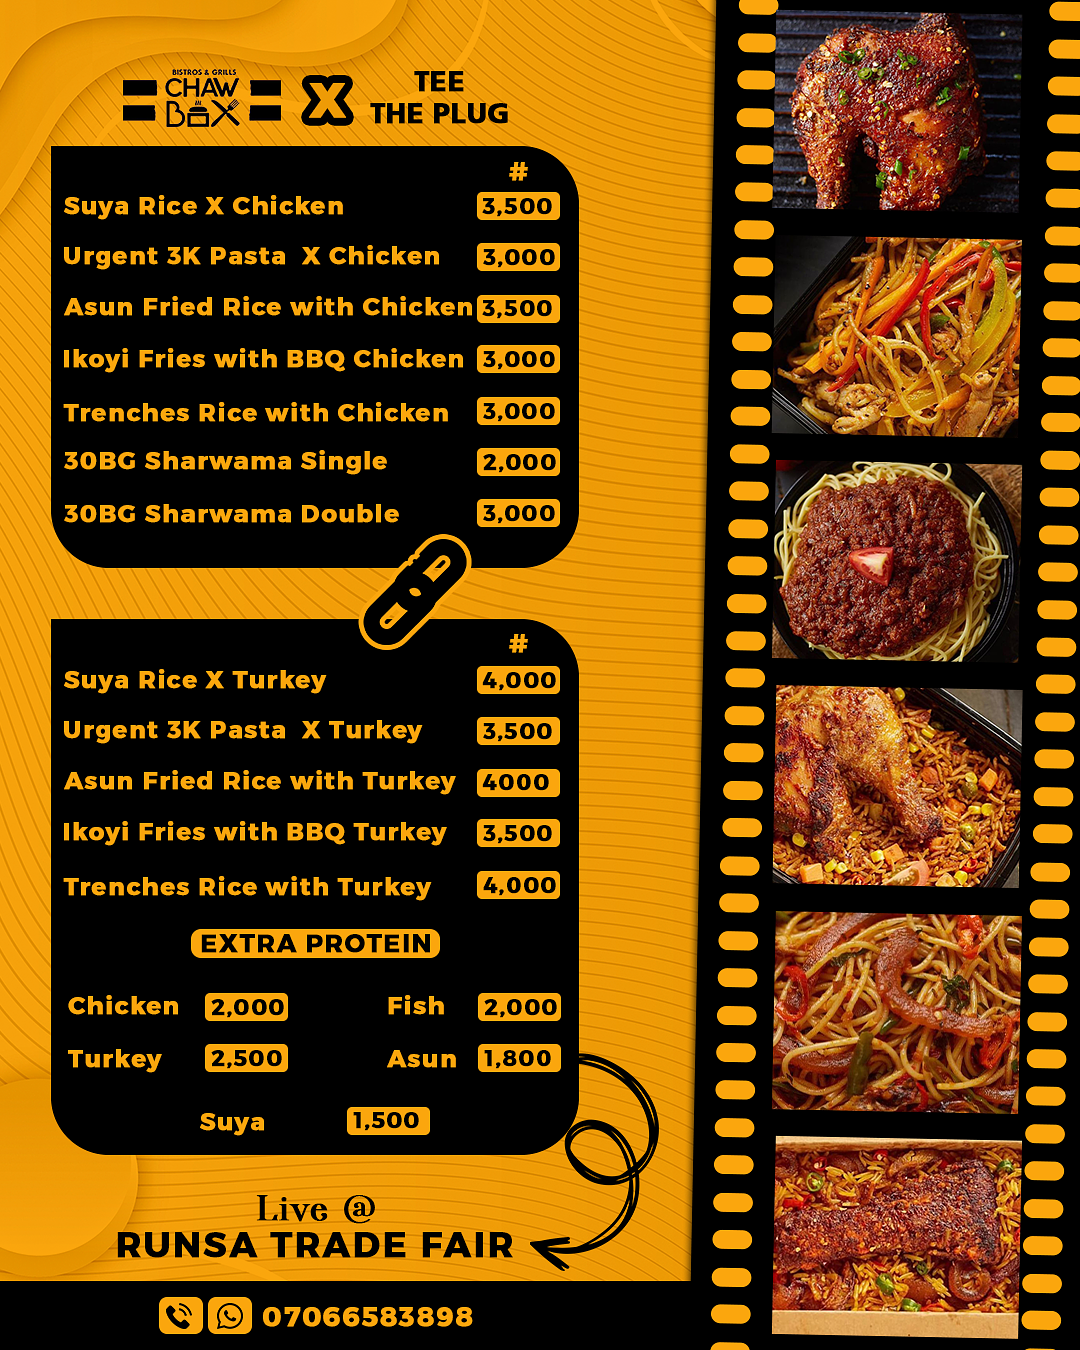 BISTROS & GRILLS
CHAW
IN
BOX
X
TEE
THE PLUG
#
Suya Rice X Chicken 3,500
Urgent 3K Pasta X Chicken 3,000
Asun Fried Rice with Chicken 3,500
Ikoyi Fries with BBQ Chicken 3,000
Trenches Rice with Chicken 3,000
30BG Sharwama Single 2,000
30BG Sharwama Double 3,000
#
Suya Rice X Turkey 4,000
Urgent 3K Pasta X Turkey 3,500
Asun Fried Rice with Turkey 4000
Ikoyi Fries with BBQ Turkey 3,500
Trenches Rice with Turkey 4,000
EXTRA PROTEIN
Chicken 2,000 Fish 2,000
Turkey 2,500 Asun 1,800
Suya 1,500
Live @
RUNSA TRADE FAIR
07066583898